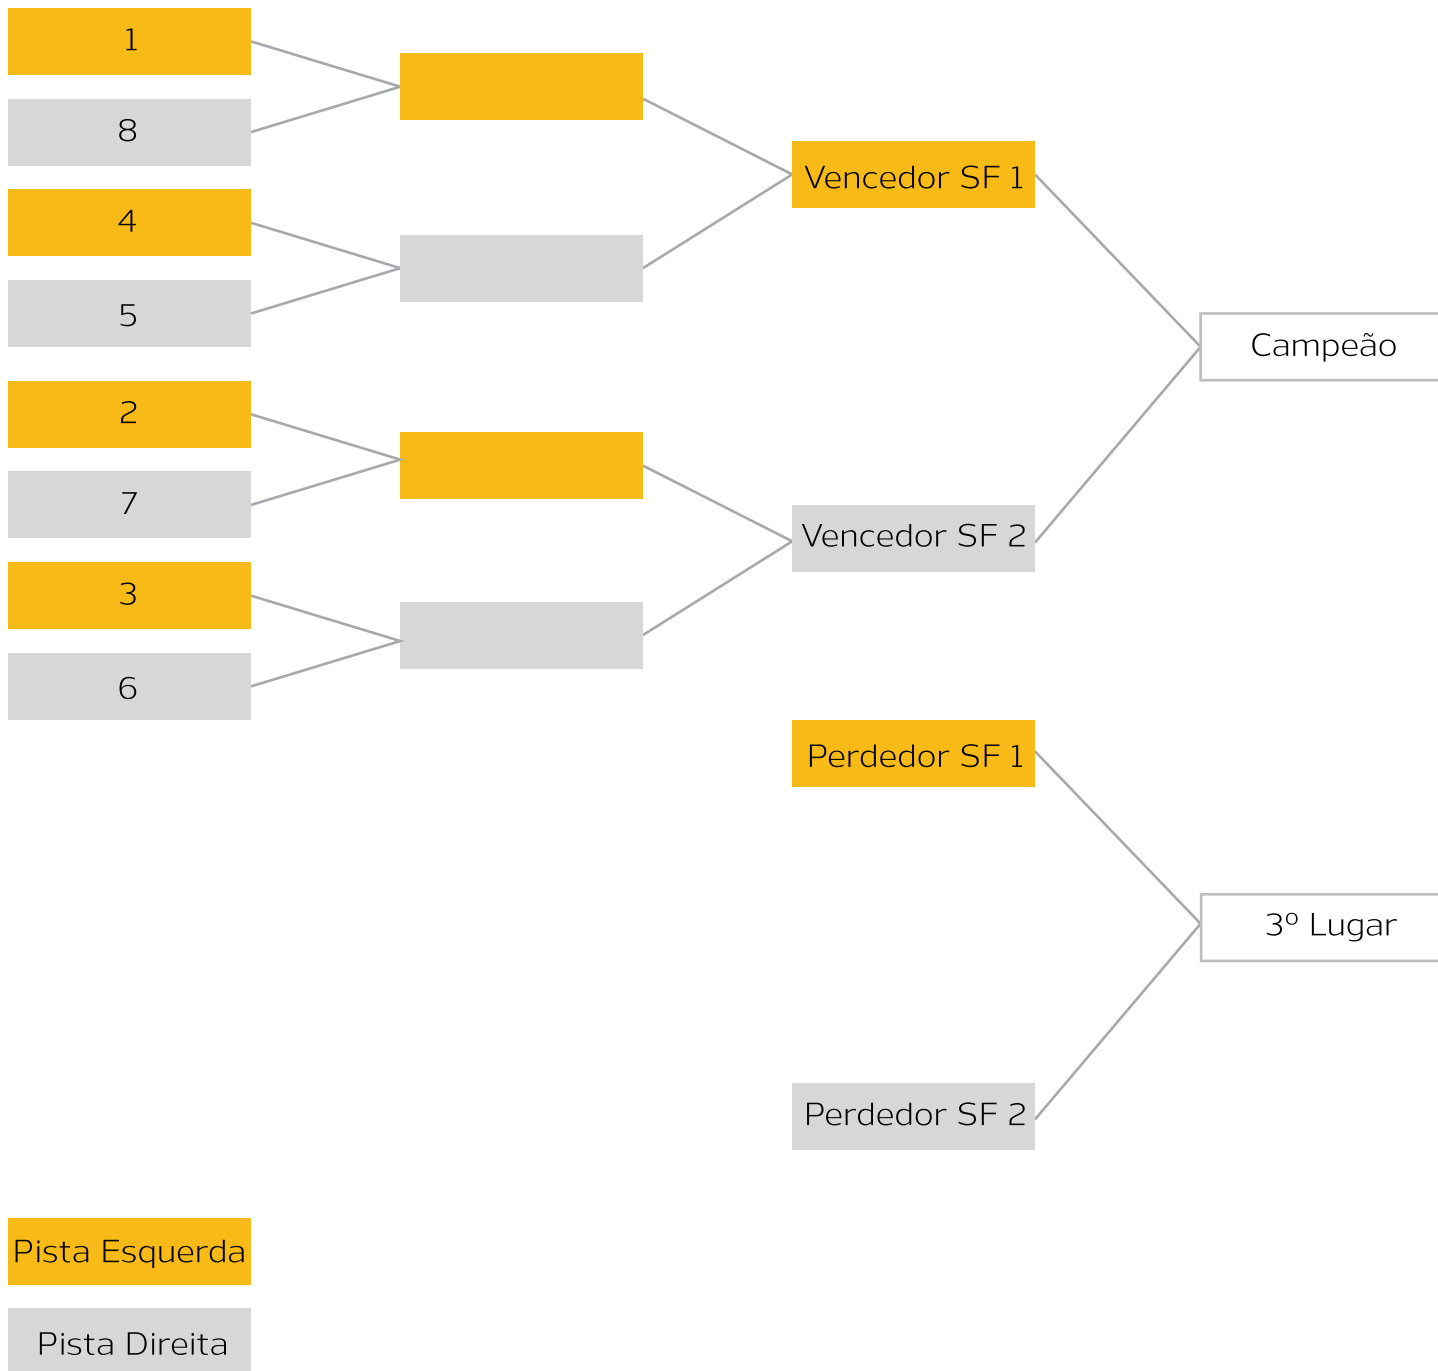 1
8
4
5
2
7
3
6
Vencedor SF 1
Vencedor SF 2
Campeão
Perdedor SF 1
Perdedor SF 2
3º Lugar
Pista Esquerda
Pista Direita